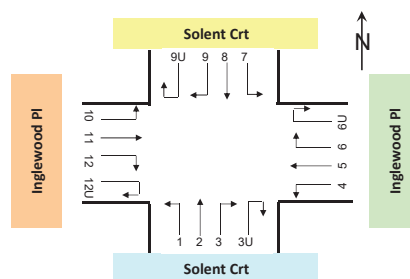 Solent Crt
N
9U 9 8 7
Inglewood Pl
10
11
12
12U
6U
6
5
4
Inglewood Pl
1 2 3 3U
Solent Crt